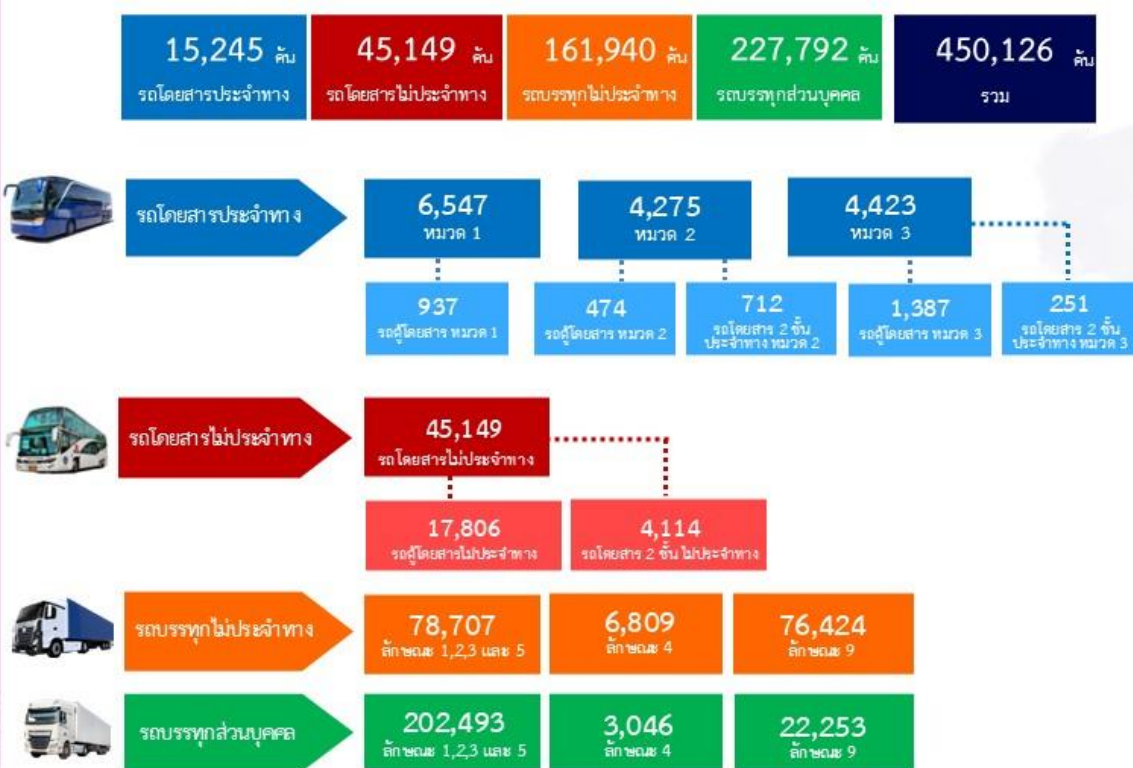 15,245 คัน
รถโดยสารประจำทาง
45,149 คัน
รถโดยสารไม่ประจำทาง
161,940 คัน
รถบรรทุกไม่ประจำทาง
227,792 คัน
รถบรรทุกส่วนบุคคล
450,126 คัน
รวม
รถโดยสารประจำทาง
6,547
หมวด 1
4,275
หมวด 2
4,423
หมวด 3
937
รถตู้โดยสาร หมวด 1
474
รถตู้โดยสาร หมวด 2
712
รถโดยสาร 2 ชั้น
ประจำทาง หมวด 2
1,387
รถตู้โดยสาร หมวด 3
251
รถโดยสาร 2 ชั้น
ประจำทาง หมวด 3
รถโดยสารไม่ประจำทาง
45,149
รถโดยสารไม่ประจำทาง
17,806
รถตู้โดยสารไม่ประจำทาง
4,114
รถโดยสาร 2 ชั้น ไม่ประจำทาง
รถบรรทุกไม่ประจำทาง
78,707
ลักษณะ 1,2,3 และ 5
6,809
ลักษณะ 4
76,424
ลักษณะ 9
รถบรรทุกส่วนบุคคล
202,493
ลักษณะ 1,2,3 และ 5
3,046
ลักษณะ 4
22,253
ลักษณะ 9